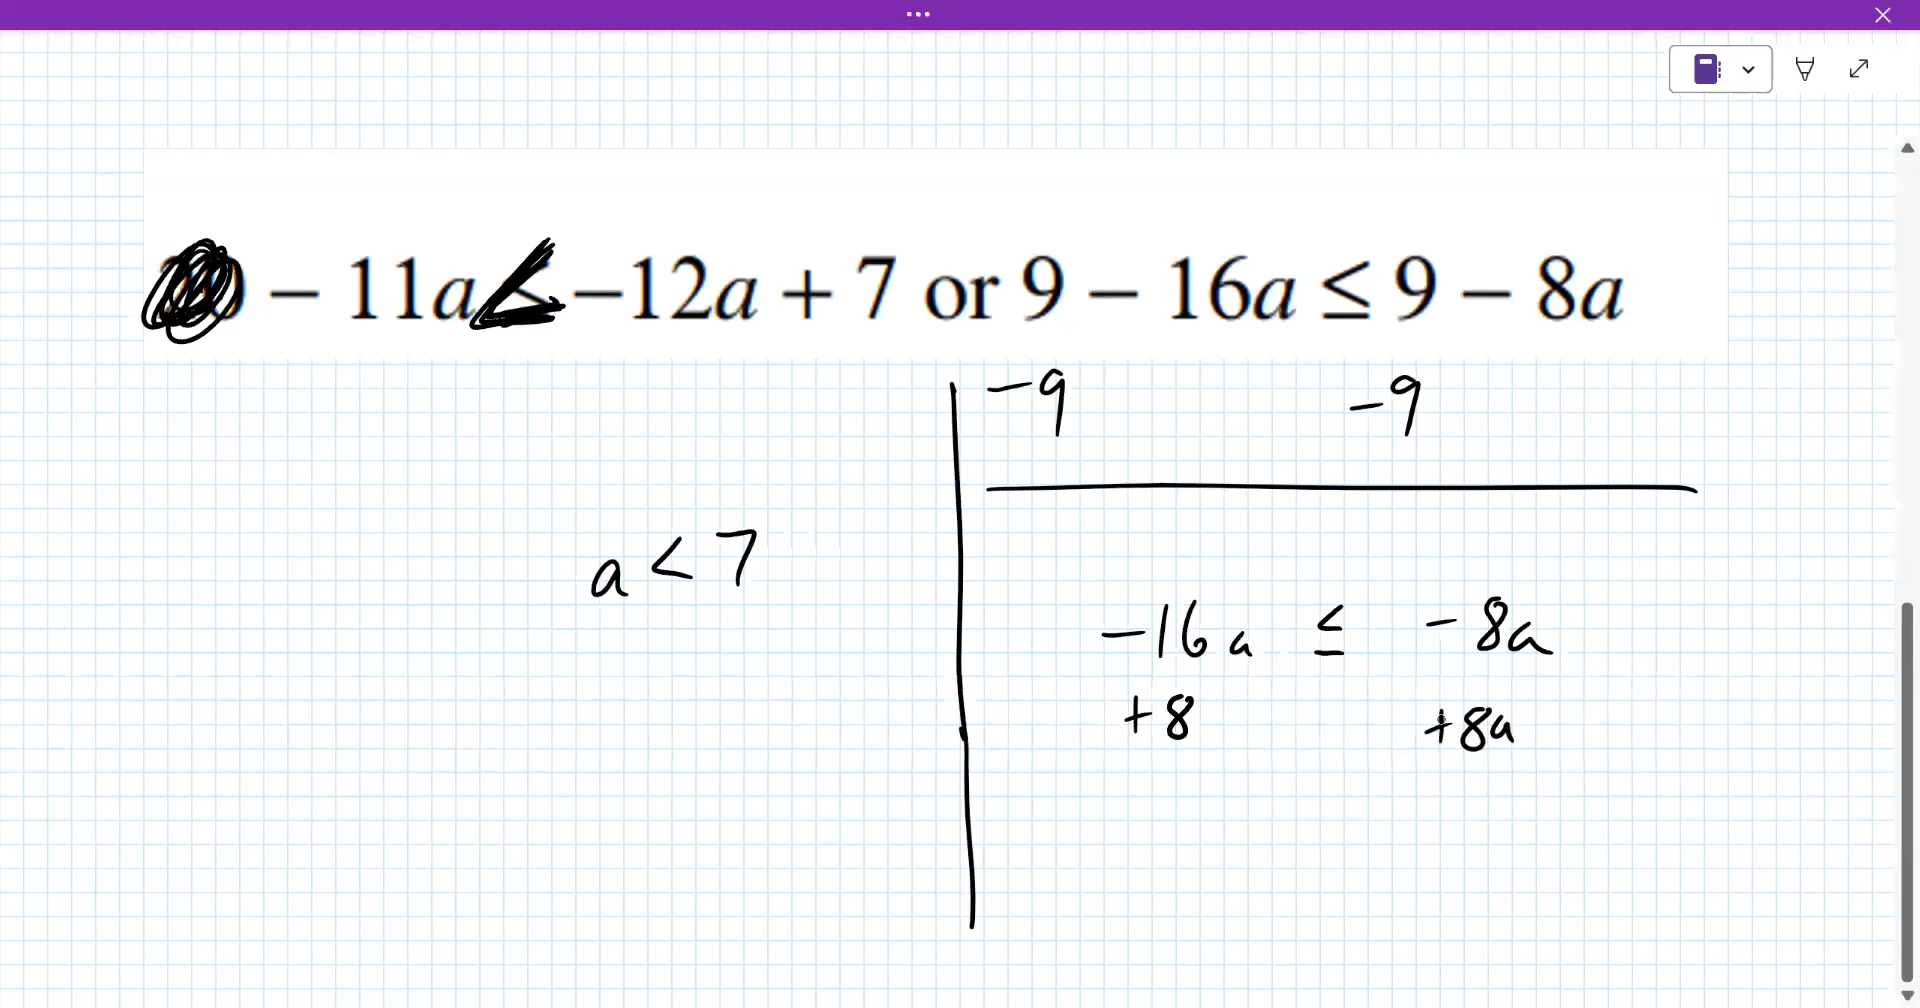 − 11a < −12a + 7 or 9 − 16a ≤ 9 − 8a
−9 −9
a < 7
−16a ≤ −8a
+8 +8a